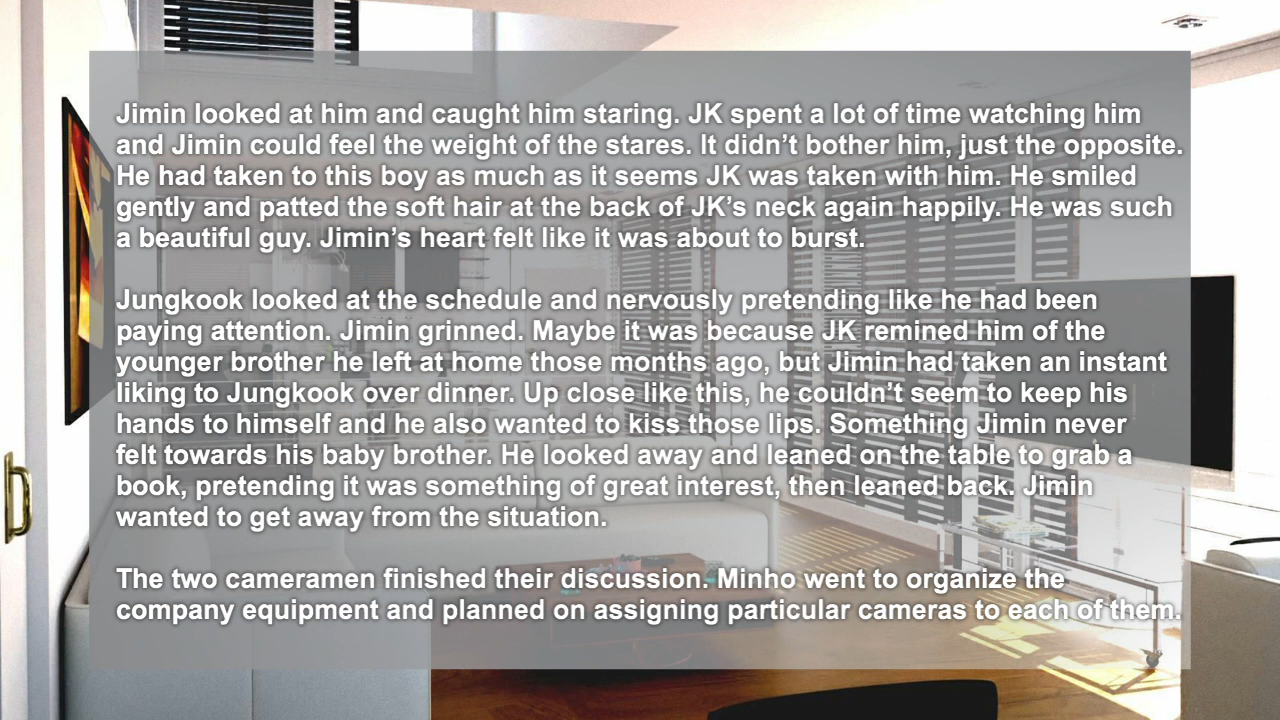 Jimin looked at him and caught him staring. JK spent a lot of time watching him
and Jimin could feel the weight of the stares. It didn’t bother him, just the opposite.
He had taken to this boy as much as it seems JK was taken with him. He smiled
gently and patted the soft hair at the back of JK’s neck again happily. He was such
a beautiful guy. Jimin’s heart felt like it was about to burst.
Jungkook looked at the schedule and nervously pretending like he had been
paying attention. Jimin grinned. Maybe it was because JK remined him of the
younger brother he left at home those months ago, but Jimin had taken an instant
liking to Jungkook over dinner. Up close like this, he couldn’t seem to keep his
hands to himself and he also wanted to kiss those lips. Something Jimin never
felt towards his baby brother. He looked away and leaned on the table to grab a
book, pretending it was something of great interest, then leaned back. Jimin
wanted to get away from the situation.
The two cameramen finished their discussion. Minho went to organize the
company equipment and planned on assigning particular cameras to each of them.